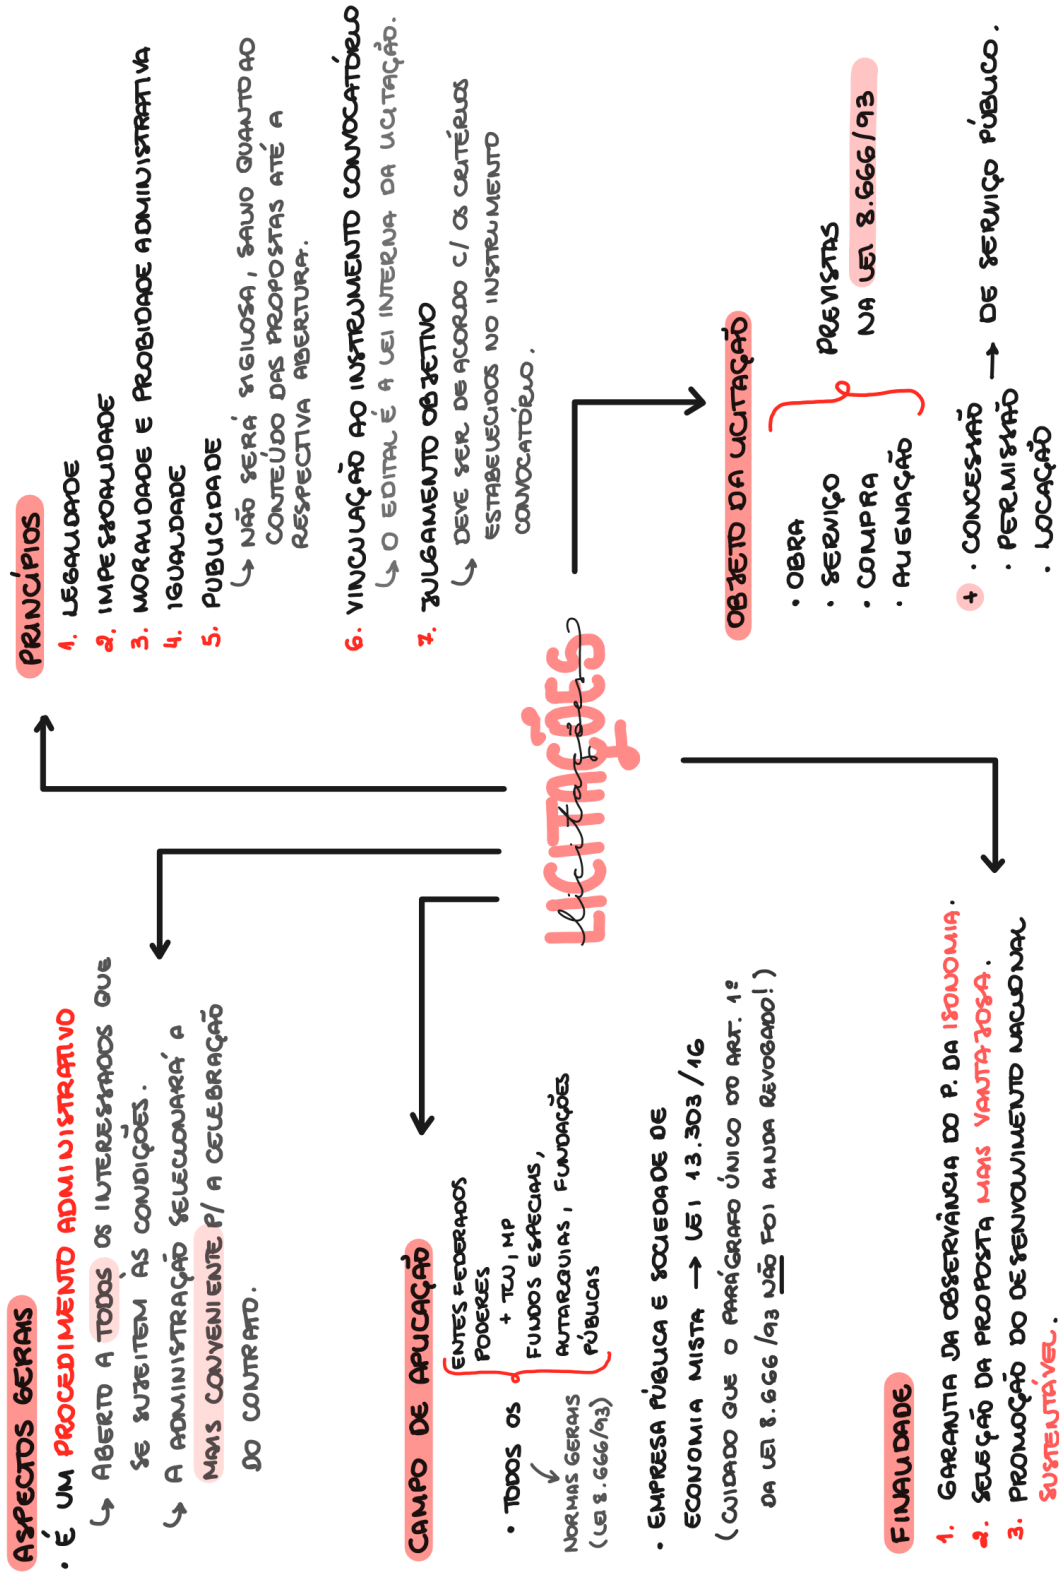 ASPECTOS GERAIS
• É UM PROCEDIMENTO ADMINISTRATIVO
↳ ABERTO A TODOS OS INTERESSADOS QUE
SE SUJEITEM ÀS CONDIÇÕES.
↳ A ADMINISTRAÇÃO SELECIONARÁ A
MAIS CONVENIENTE P/ A CELEBRAÇÃO
DO CONTRATO.
PRINCÍPIOS
1. LEGALIDADE
2. IMPESSOALIDADE
3. MORALIDADE E PROBIDADE ADMINISTRATIVA
4. IGUALDADE
5. PUBLICIDADE
↳ NÃO SERÁ SIGILOSA, SALVO QUANTO AO
CONTEÚDO DAS PROPOSTAS ATÉ A
RESPECTIVA ABERTURA.
6. VINCULAÇÃO AO INSTRUMENTO CONVOCATÓRIO
↳ O EDITAL É A LEI INTERNA DA LICITAÇÃO.
7. JULGAMENTO OBJETIVO
↳ DEVE SER DE ACORDO C/ OS CRITÉRIOS
ESTABELECIDOS NO INSTRUMENTO
CONVOCATÓRIO.
CAMPO DE APLICAÇÃO
• TODOS OS
ENTES FEDERADOS
PODERES
+ TCU, MP
FUNDOS ESPECIAIS,
AUTARQUIAS, FUNDAÇÕES
PÚBLICAS
NORMAS GERAIS
(LEI 8.666/93)
• EMPRESA PÚBLICA E SOCIEDADE DE
ECONOMIA MISTA → LEI 13.303/16
(CUIDADO QUE O PARÁGRAFO ÚNICO DO ART. 1º
DA LEI 8.666/93 NÃO FOI AINDA REVOGADO!)
LICITAÇÕES
licitações
OBJETO DA LICITAÇÃO
• OBRA
• SERVIÇO
• COMPRA
• ALIENAÇÃO
PREVISTAS
NA LEI 8.666/93
+ • CONCESSÃO
• PERMISSÃO → DE SERVIÇO PÚBLICO.
• LOCAÇÃO
FINALIDADE
1. GARANTIA DA OBSERVÂNCIA DO P. DA ISONOMIA.
2. SELEÇÃO DA PROPOSTA MAIS VANTAJOSA.
3. PROMOÇÃO DO DESENVOLVIMENTO NACIONAL
SUSTENTÁVEL.